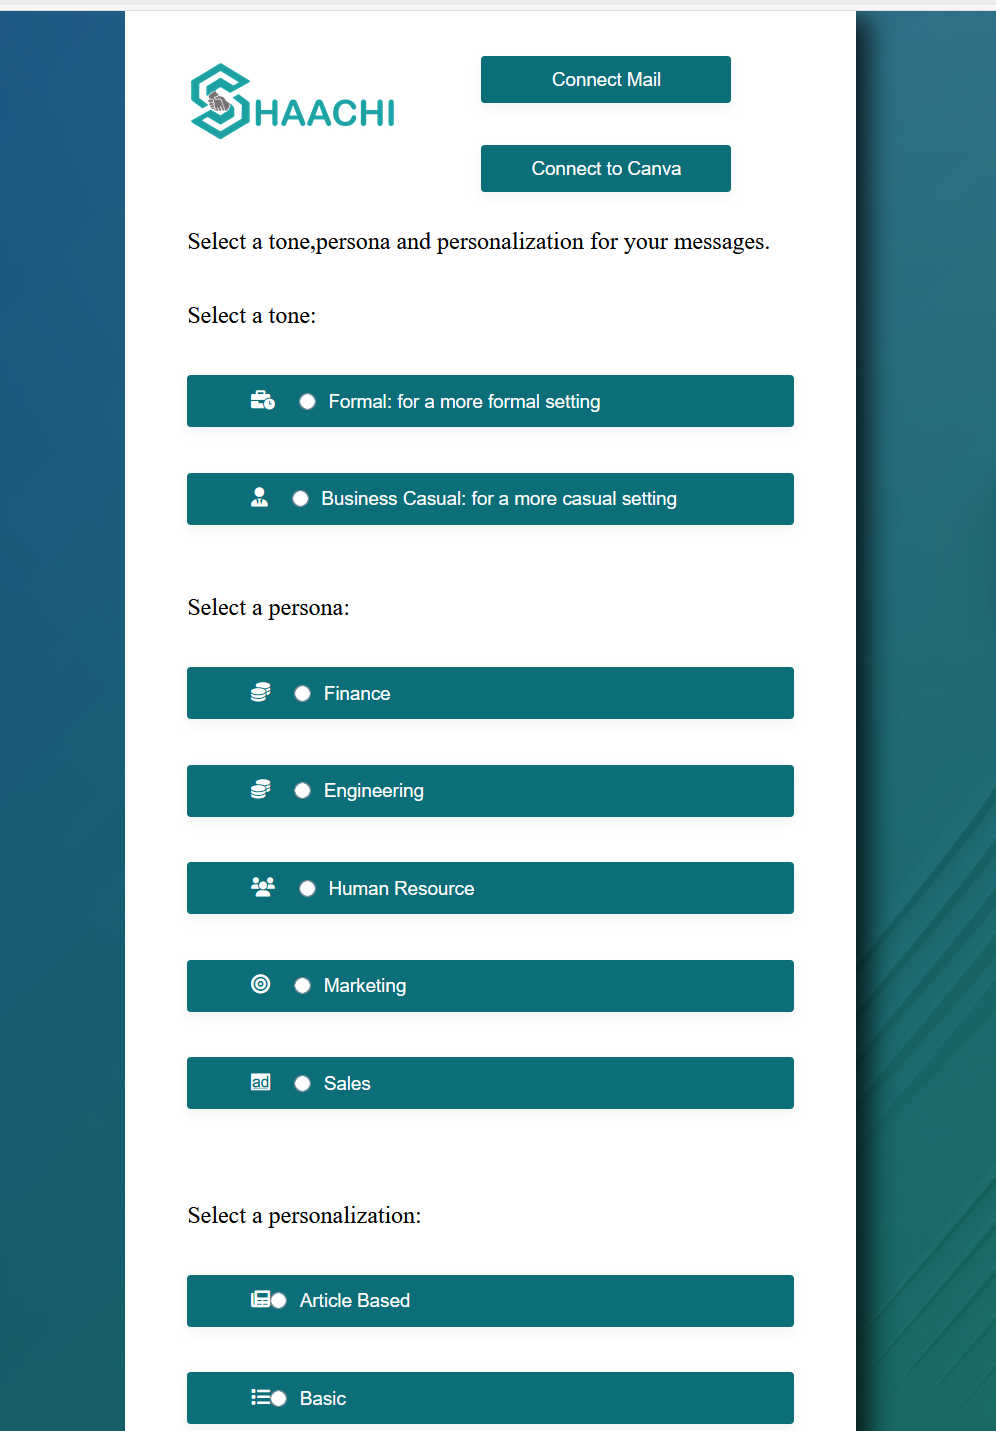 SHAACHI
Connect Mail
Connect to Canva
Select a tone,persona and personalization for your messages.
Select a tone:
Formal: for a more formal setting
Business Casual: for a more casual setting
Select a persona:
Finance
Engineering
Human Resource
Marketing
ad
Sales
Select a personalization:
Article Based
Basic